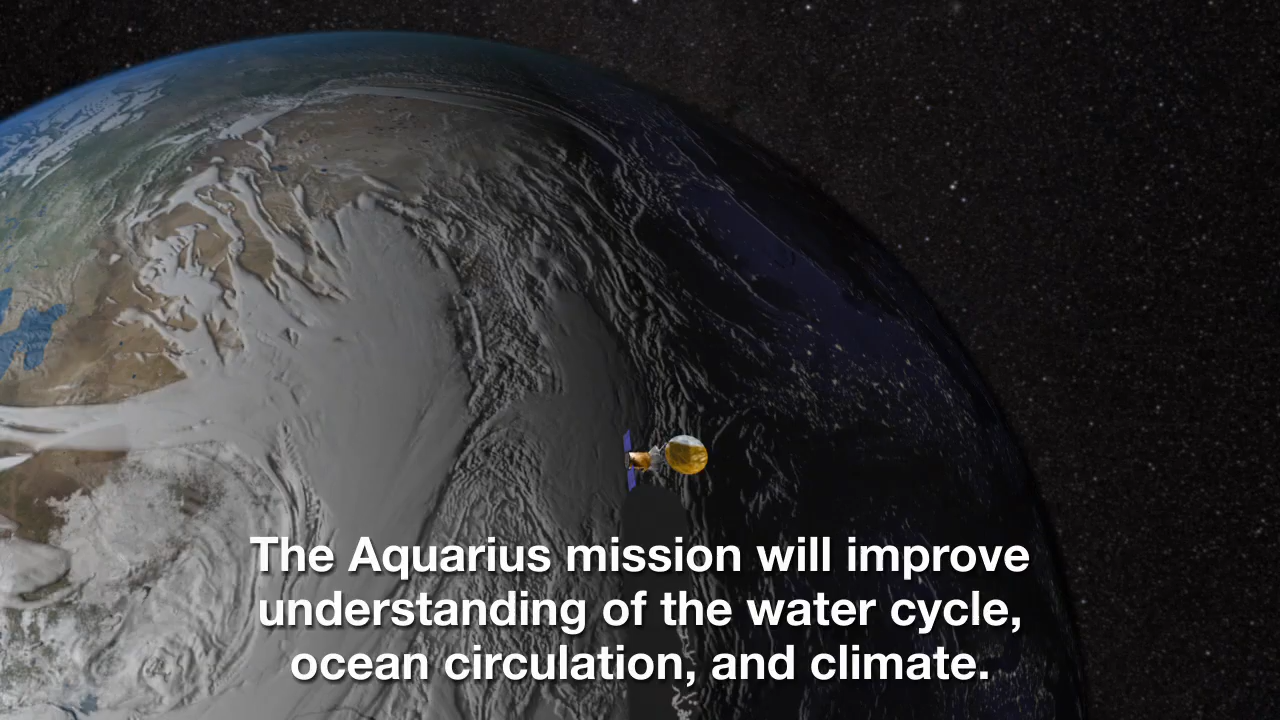 The Aquarius mission will improve
understanding of the water cycle,
ocean circulation, and climate.